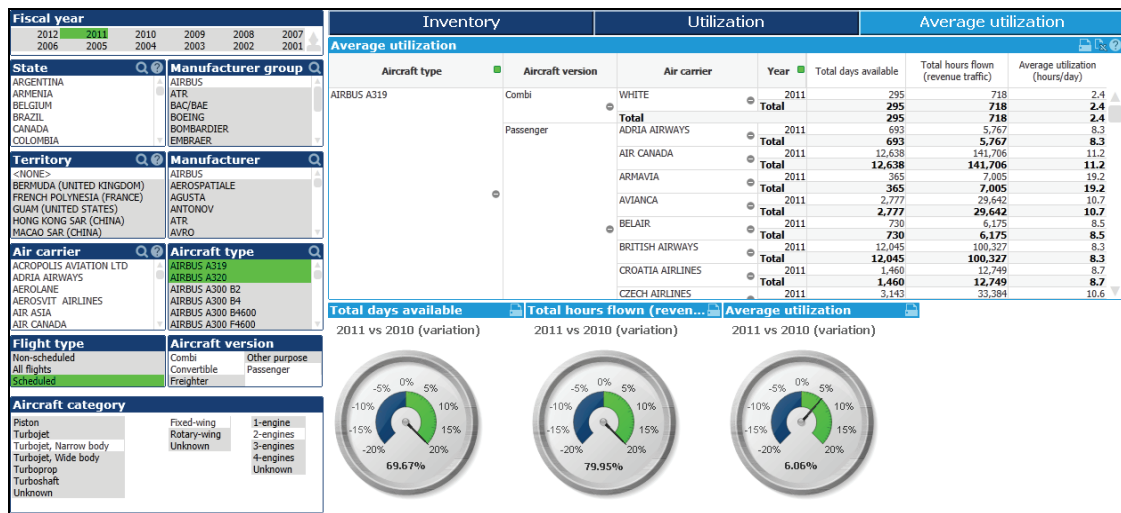 Fiscal year
2012 2011 2010 2009 2008 2007
2006 2005 2004 2003 2002 2001
State
ARGENTINA
ARMENIA
BELGIUM
BRAZIL
CANADA
COLOMBIA
Manufacturer group
AIRBUS
ATR
BAC/BAE
BOEING
BOMBARDIER
EMBRAER
Territory
<NONE>
BERMUDA (UNITED KINGDOM)
FRENCH POLYNESIA (FRANCE)
GUAM (UNITED STATES)
HONG KONG SAR (CHINA)
MACAO SAR (CHINA)
Manufacturer
AIRBUS
AEROSPATIALE
AGUSTA
ANTONOV
ATR
AVRO
Air carrier
ACROPOLIS AVIATION LTD
ADRIA AIRWAYS
AEROLANE
AEROSVIT AIRLINES
AIR ASIA
AIR CANADA
Aircraft type
AIRBUS A319
AIRBUS A320
AIRBUS A300 B2
AIRBUS A300 B4
AIRBUS A300 B4600
AIRBUS A300 F4600
Flight type
Non-scheduled
All flights
Scheduled
Aircraft version
Combi Other purpose
Convertible Passenger
Freighter
Aircraft category
Piston Fixed-wing 1-engine
Turbojet Rotary-wing 2-engines
Turbojet, Narrow body Unknown 3-engines
Turbojet, Wide body 4-engines
Turboprop Unknown
Turboshaft
Unknown
Inventory Utilization Average utilization
Average utilization
Aircraft type Aircraft version Air carrier Year Total days available Total hours flown (revenue traffic) Average utilization (hours/day)
AIRBUS A319 Combi WHITE 2011 295 718 2.4
Total 295 718 2.4
Total 295 718 2.4
Passenger ADRIA AIRWAYS 2011 693 5,767 8.3
Total 693 5,767 8.3
AIR CANADA 2011 12,638 141,706 11.2
Total 12,638 141,706 11.2
ARMAVIA 2011 365 7,005 19.2
Total 365 7,005 19.2
AVIANCA 2011 2,777 29,642 10.7
Total 2,777 29,642 10.7
BELAIR 2011 730 6,175 8.5
Total 730 6,175 8.5
BRITISH AIRWAYS 2011 12,045 100,327 8.3
Total 12,045 100,327 8.3
CROATIA AIRLINES 2011 1,460 12,749 8.7
Total 1,460 12,749 8.7
CZECH AIRLINES 2011 3,143 33,384 10.6
Total days available
2011 vs 2010 (variation)
-20% -15% -10% -5% 0% 5% 10% 15% 20%
69.67%
Total hours flown (reven...
2011 vs 2010 (variation)
-20% -15% -10% -5% 0% 5% 10% 15% 20%
79.95%
Average utilization
2011 vs 2010 (variation)
-20% -15% -10% -5% 0% 5% 10% 15% 20%
6.06%